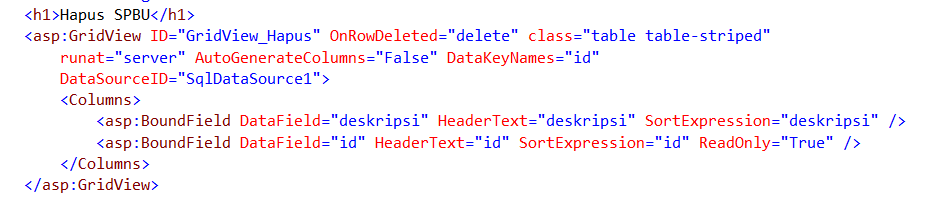 <h1>Hapus SPBU</h1>
<asp:GridView ID="GridView_Hapus" OnRowDeleted="delete" class="table table-striped"
runat="server" AutoGenerateColumns="False" DataKeyNames="id"
DataSourceID="SqlDataSource1">
<Columns>
<asp:BoundField DataField="deskripsi" HeaderText="deskripsi" SortExpression="deskripsi" />
<asp:BoundField DataField="id" HeaderText="id" SortExpression="id" ReadOnly="True" />
</Columns>
</asp:GridView>